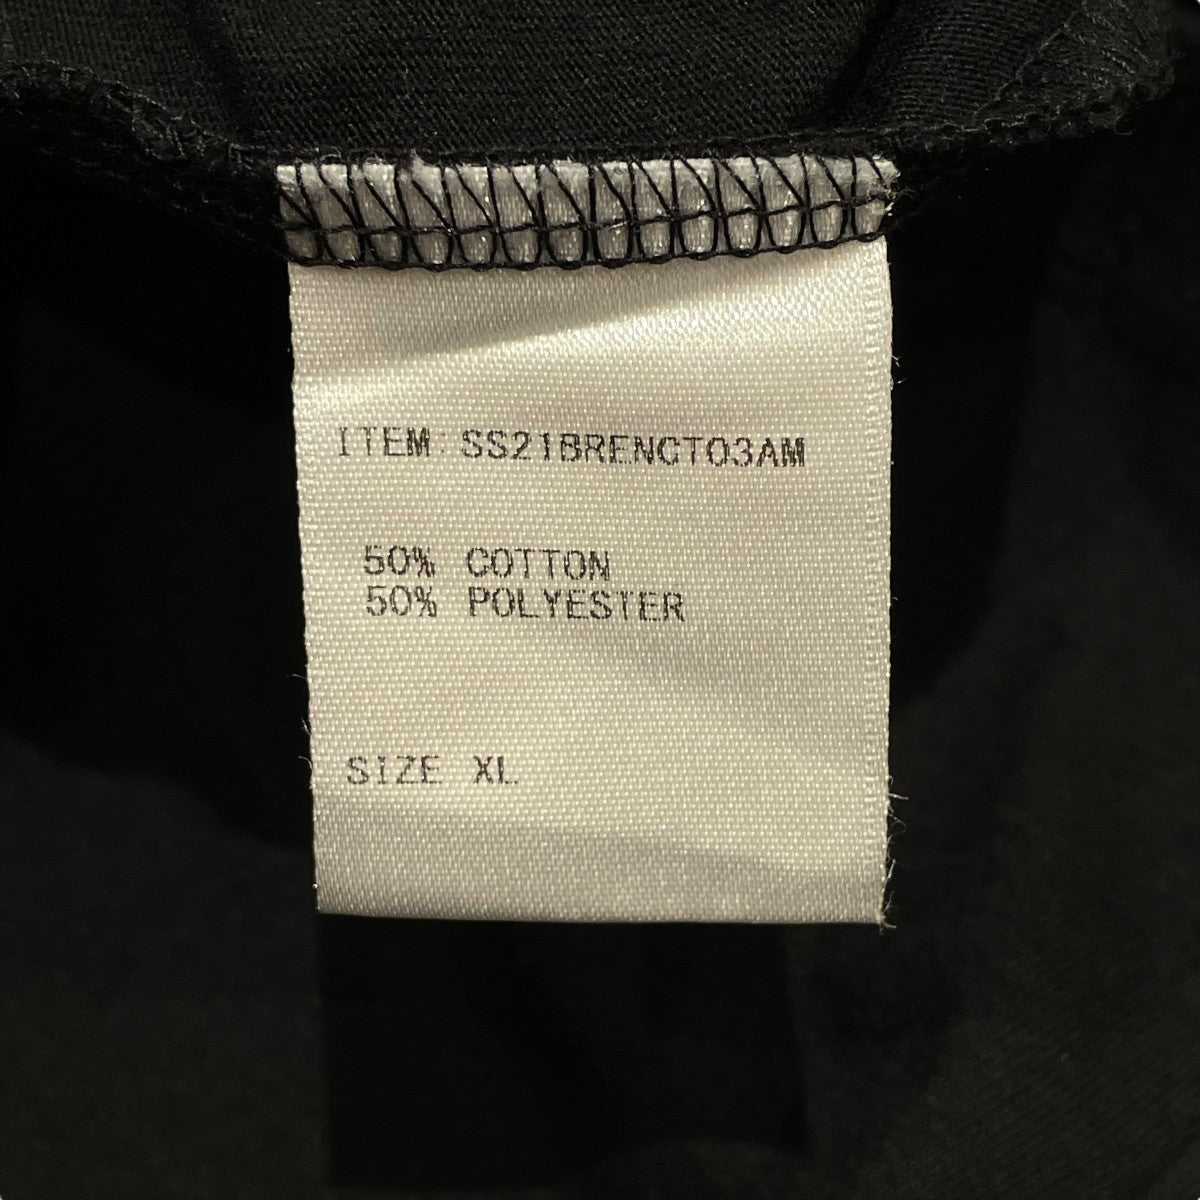 ITEM: SS21BRENCT03AM
50% COTTON
50% POLYESTER
SIZE XL